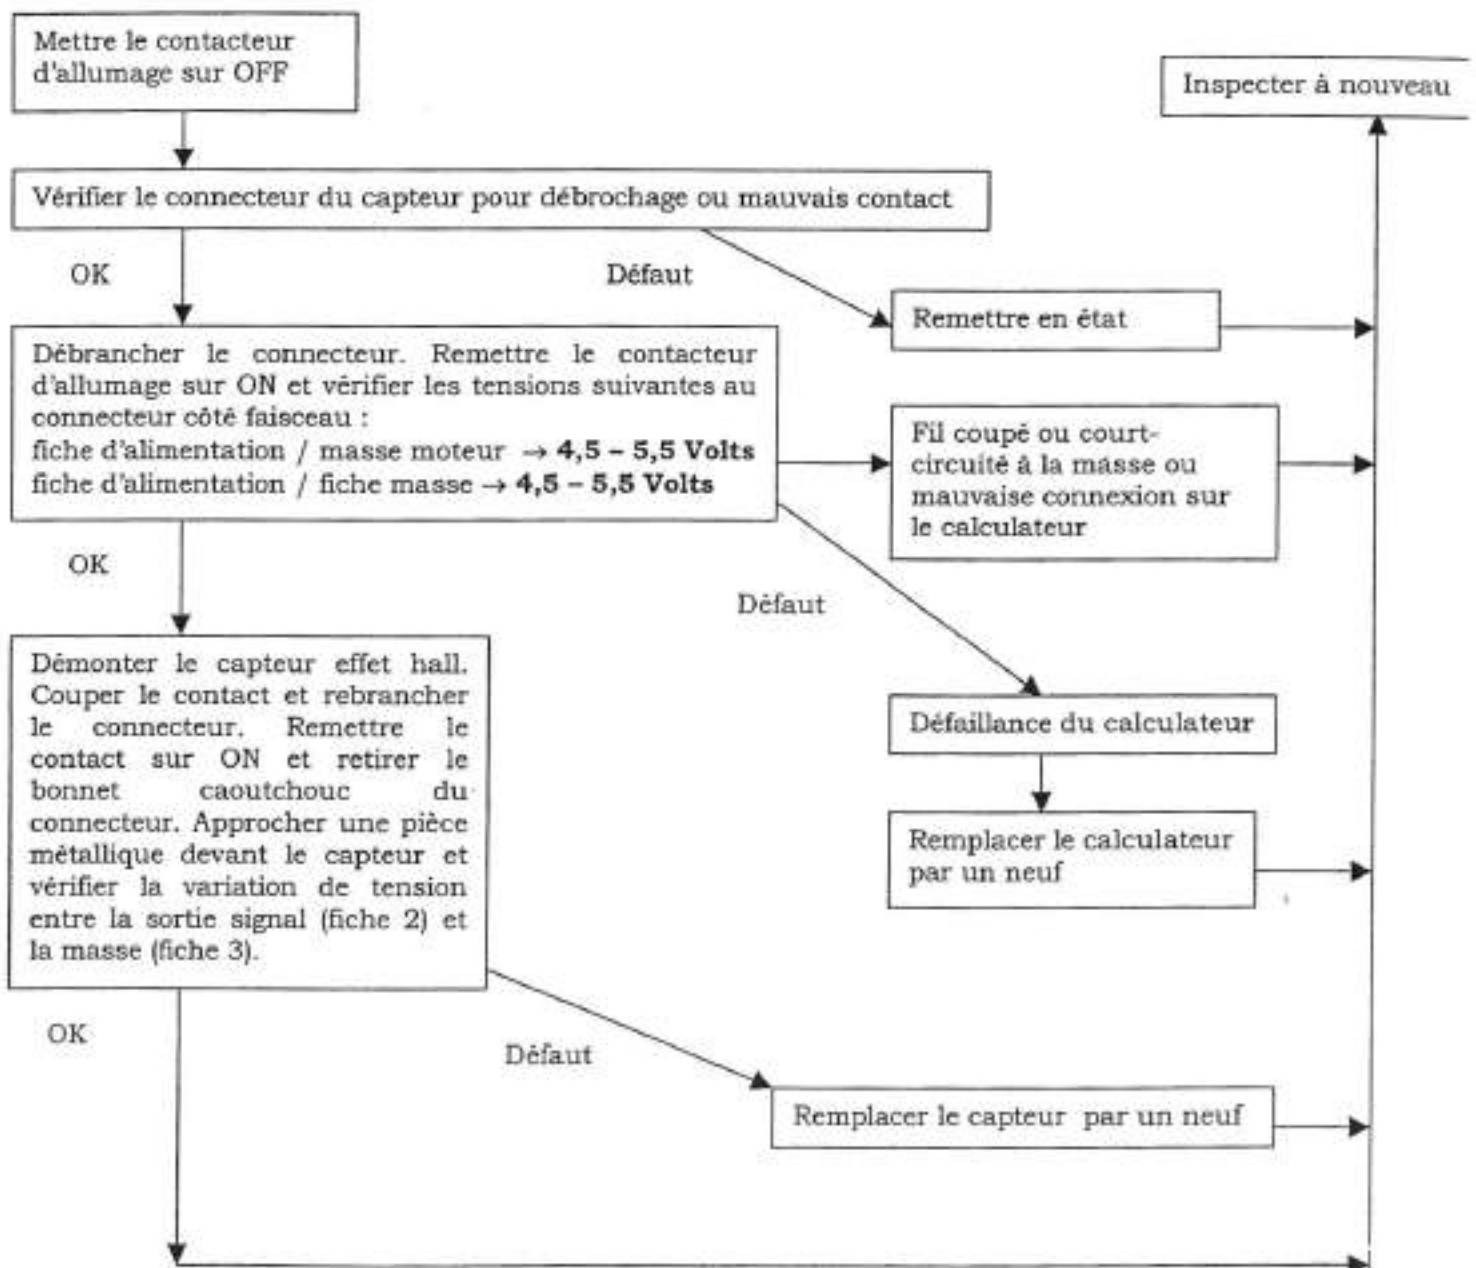 Mettre le contacteur
d'allumage sur OFF
Inspecter à nouveau
Vérifier le connecteur du capteur pour débrochage ou mauvais contact
OK
Défaut
Remettre en état
Débrancher le connecteur. Remettre le contacteur
d'allumage sur ON et vérifier les tensions suivantes au
connecteur côté faisceau :
fiche d'alimentation / masse moteur → 4,5 – 5,5 Volts
fiche d'alimentation / fiche masse → 4,5 – 5,5 Volts
Fil coupé ou court-
circuité à la masse ou
mauvaise connexion sur
le calculateur
OK
Défaut
Démonter le capteur effet hall.
Couper le contact et rebrancher
le connecteur. Remettre le
contact sur ON et retirer le
bonnet caoutchouc du
connecteur. Approcher une pièce
métallique devant le capteur et
vérifier la variation de tension
entre la sortie signal (fiche 2) et
la masse (fiche 3).
Défaillance du calculateur
Remplacer le calculateur
par un neuf
OK
Défaut
Remplacer le capteur par un neuf